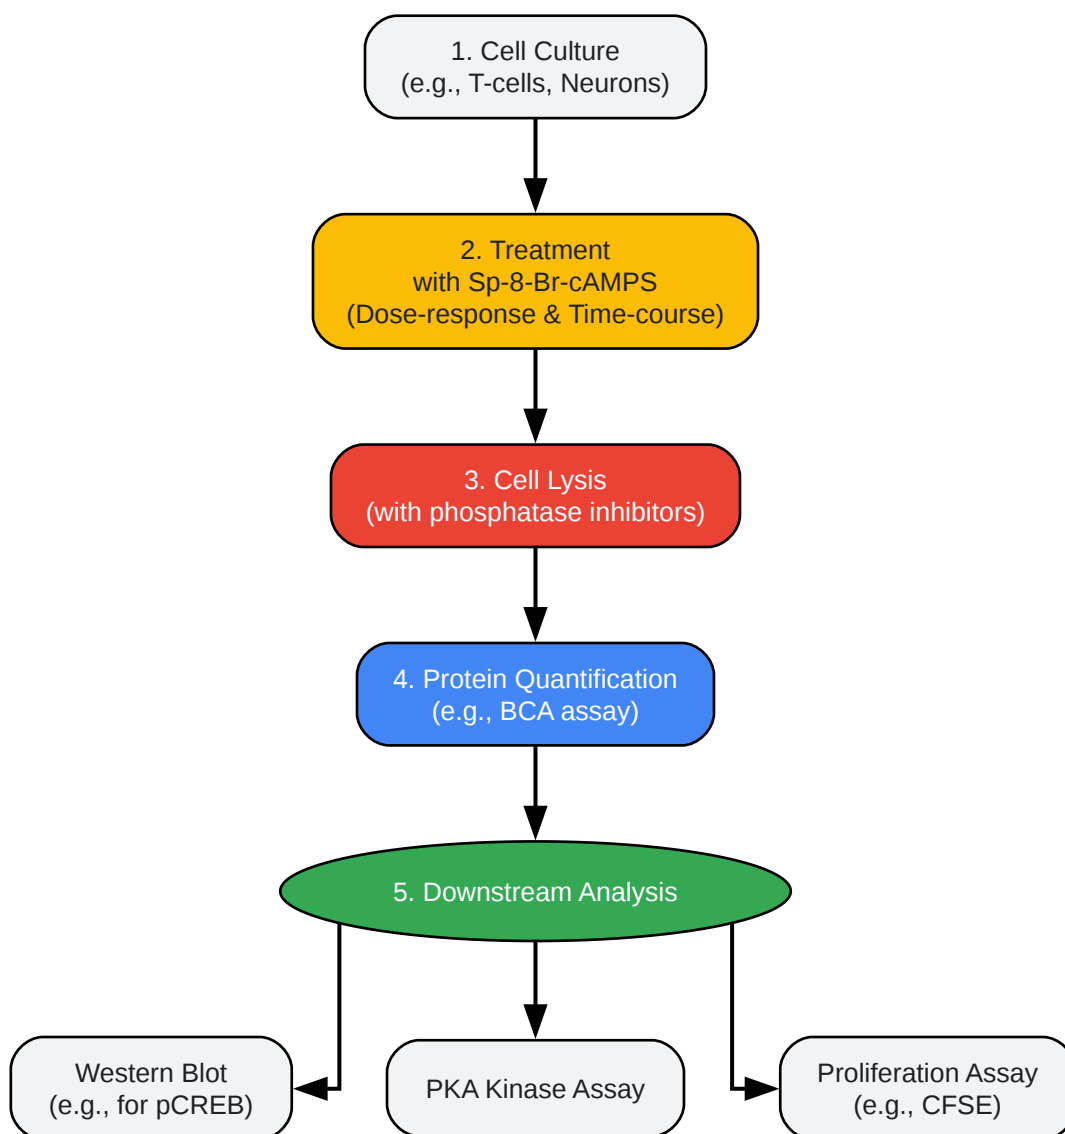 1. Cell Culture
(e.g., T-cells, Neurons)
2. Treatment
with Sp-8-Br-cAMPS
(Dose-response & Time-course)
3. Cell Lysis
(with phosphatase inhibitors)
4. Protein Quantification
(e.g., BCA assay)
5. Downstream Analysis
Western Blot
(e.g., for pCREB)
PKA Kinase Assay
Proliferation Assay
(e.g., CFSE)